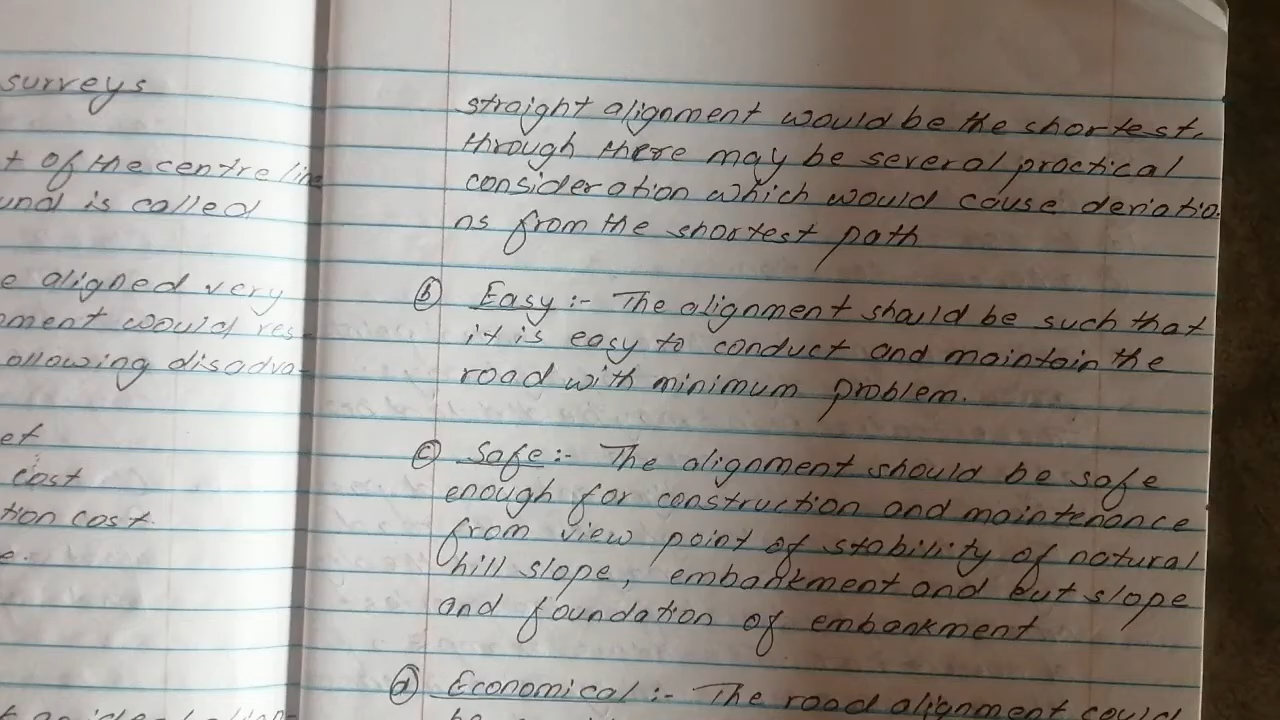 surveys
t of the centre line
und is called
e aligned very
ment would res-
ollowing disadva-
et
cost
tion cost.
e.
straight alignment would be the shortest,
through there may be several practical
consideration which would cause deviatio
ns from the shortest path
(b) Easy :- The alignment should be such that
it is easy to conduct and maintain the
road with minimum problem.
(c) Safe :- The alignment should be safe
enough for construction and maintenance
from view point of stability of natural
hill slope, embankment and but slope
and foundation of embankment
(d) Economical :- The road alignment could